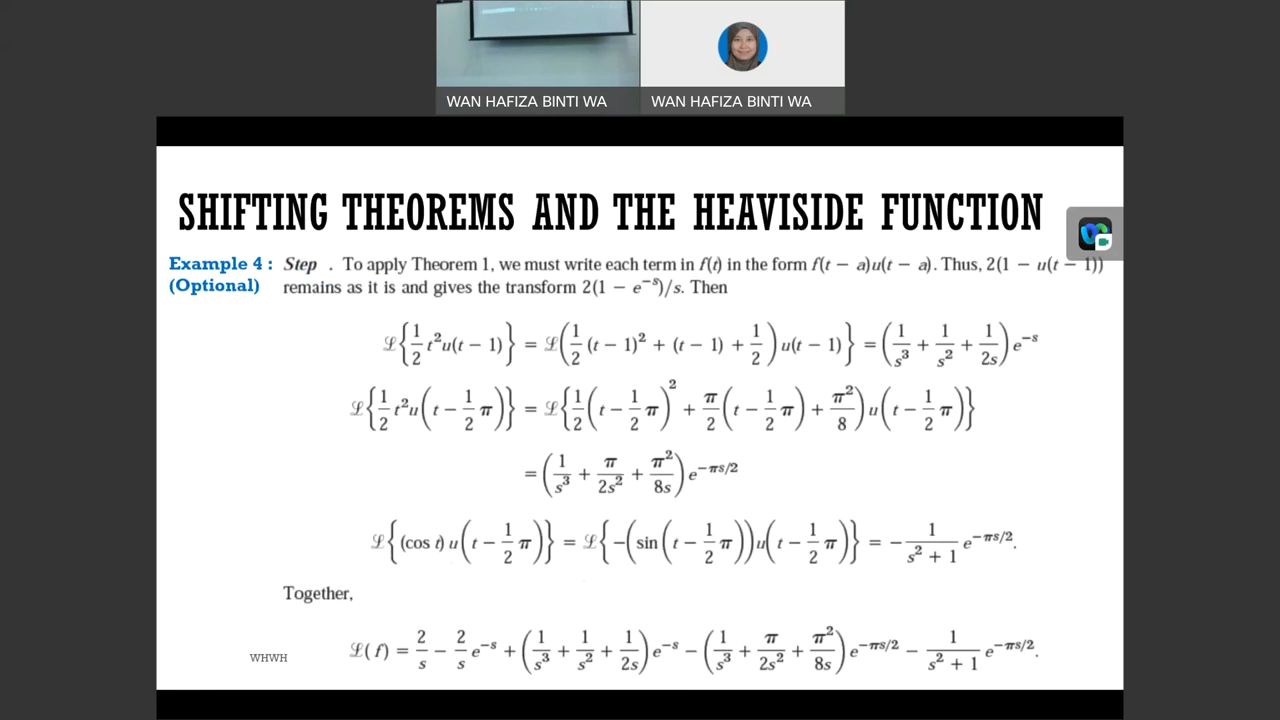 WAN HAFIZA BINTI WA
WAN HAFIZA BINTI WA
SHIFTING THEOREMS AND THE HEAVISIDE FUNCTION
Example 4 : Step . To apply Theorem 1, we must write each term in f(t) in the form f(t − a)u(t − a). Thus, 2(1 − u(t − 1))
(Optional) remains as it is and gives the transform 2(1 − e^{−s})/s. Then
ℒ{1/2 t²u(t − 1)} = ℒ(1/2 (t − 1)² + (t − 1) + 1/2)u(t − 1)} = (1/s³ + 1/s² + 1/2s)e^{−s}
ℒ{1/2 t²u(t − 1/2 π)} = ℒ{1/2(t − 1/2 π)² + π/2(t − 1/2 π) + π²/8)u(t − 1/2 π)}
= (1/s³ + π/2s² + π²/8s)e^{−πs/2}
ℒ{(cos t) u(t − 1/2 π)} = ℒ{−(sin(t − 1/2 π))u(t − 1/2 π)} = −1/(s² + 1) e^{−πs/2}.
Together,
ℒ(f) = 2/s − 2/s e^{−s} + (1/s³ + 1/s² + 1/2s)e^{−s} − (1/s³ + π/2s² + π²/8s)e^{−πs/2} − 1/(s² + 1) e^{−πs/2}.
WHWH